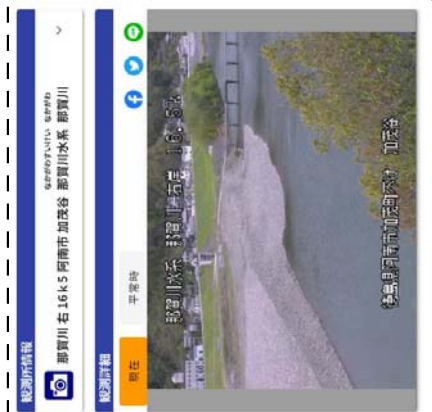 観測所情報
なかがわすいけい なかがわ
那賀川 右 16 k 5 阿南市 加茂谷 那賀川水系 那賀川
観測詳細
現在
平常時
那賀川水系 那賀川 右岸 16.5k
徳島県阿南市加茂町 加茂谷